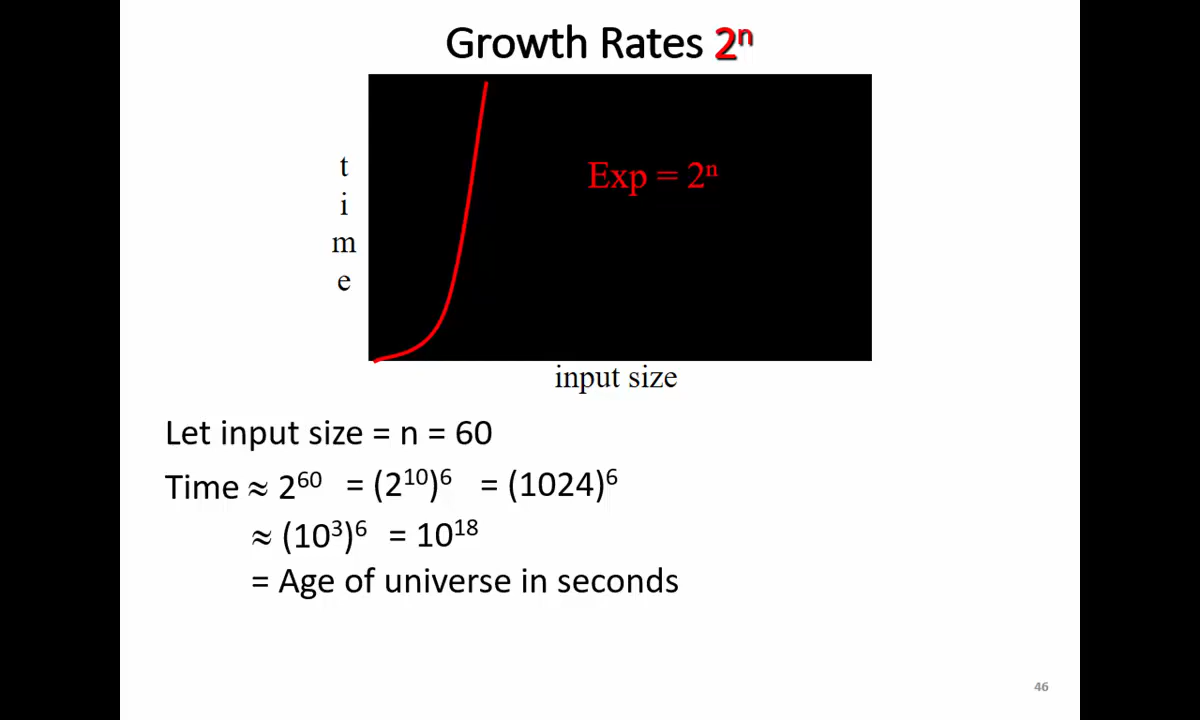 Growth Rates 2ⁿ
time
Exp = 2ⁿ
input size
Let input size = n = 60
Time ≈ 2⁶⁰ = (2¹⁰)⁶ = (1024)⁶
≈ (10³)⁶ = 10¹⁸
= Age of universe in seconds
46